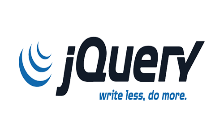 jQuery
write less, do more.